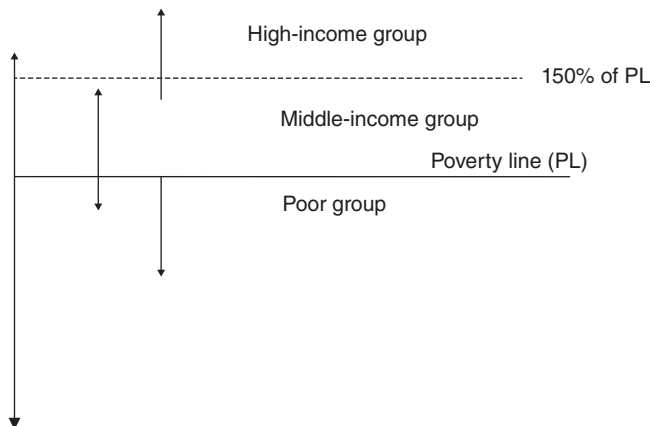 High-income group
150% of PL
Middle-income group
Poverty line (PL)
Poor group